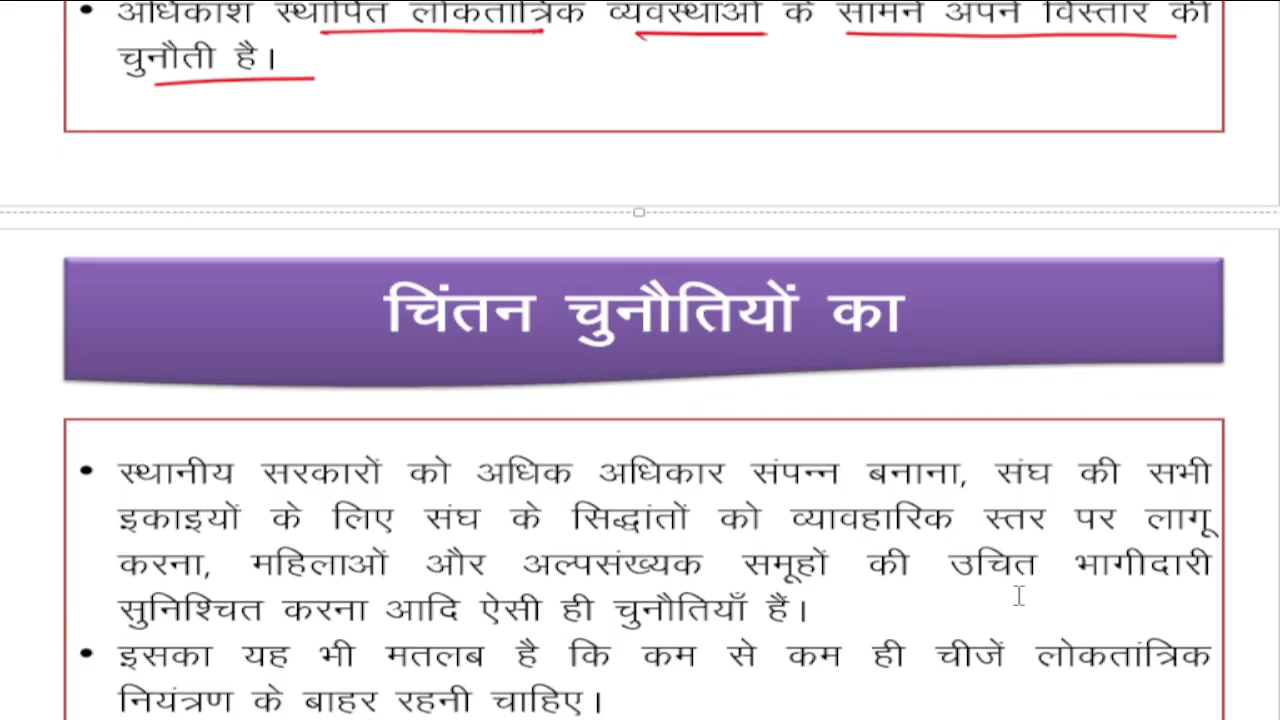 • अधिकांश स्थापित लोकतांत्रिक व्यवस्थाओं के सामने अपने विस्तार की
चुनौती है।
चिंतन चुनौतियों का
• स्थानीय सरकारों को अधिक अधिकार संपन्न बनाना, संघ की सभी
इकाइयों के लिए संघ के सिद्धांतों को व्यावहारिक स्तर पर लागू
करना, महिलाओं और अल्पसंख्यक समूहों की उचित भागीदारी
सुनिश्चित करना आदि ऐसी ही चुनौतियाँ हैं।
• इसका यह भी मतलब है कि कम से कम ही चीजें लोकतांत्रिक
नियंत्रण के बाहर रहनी चाहिए।